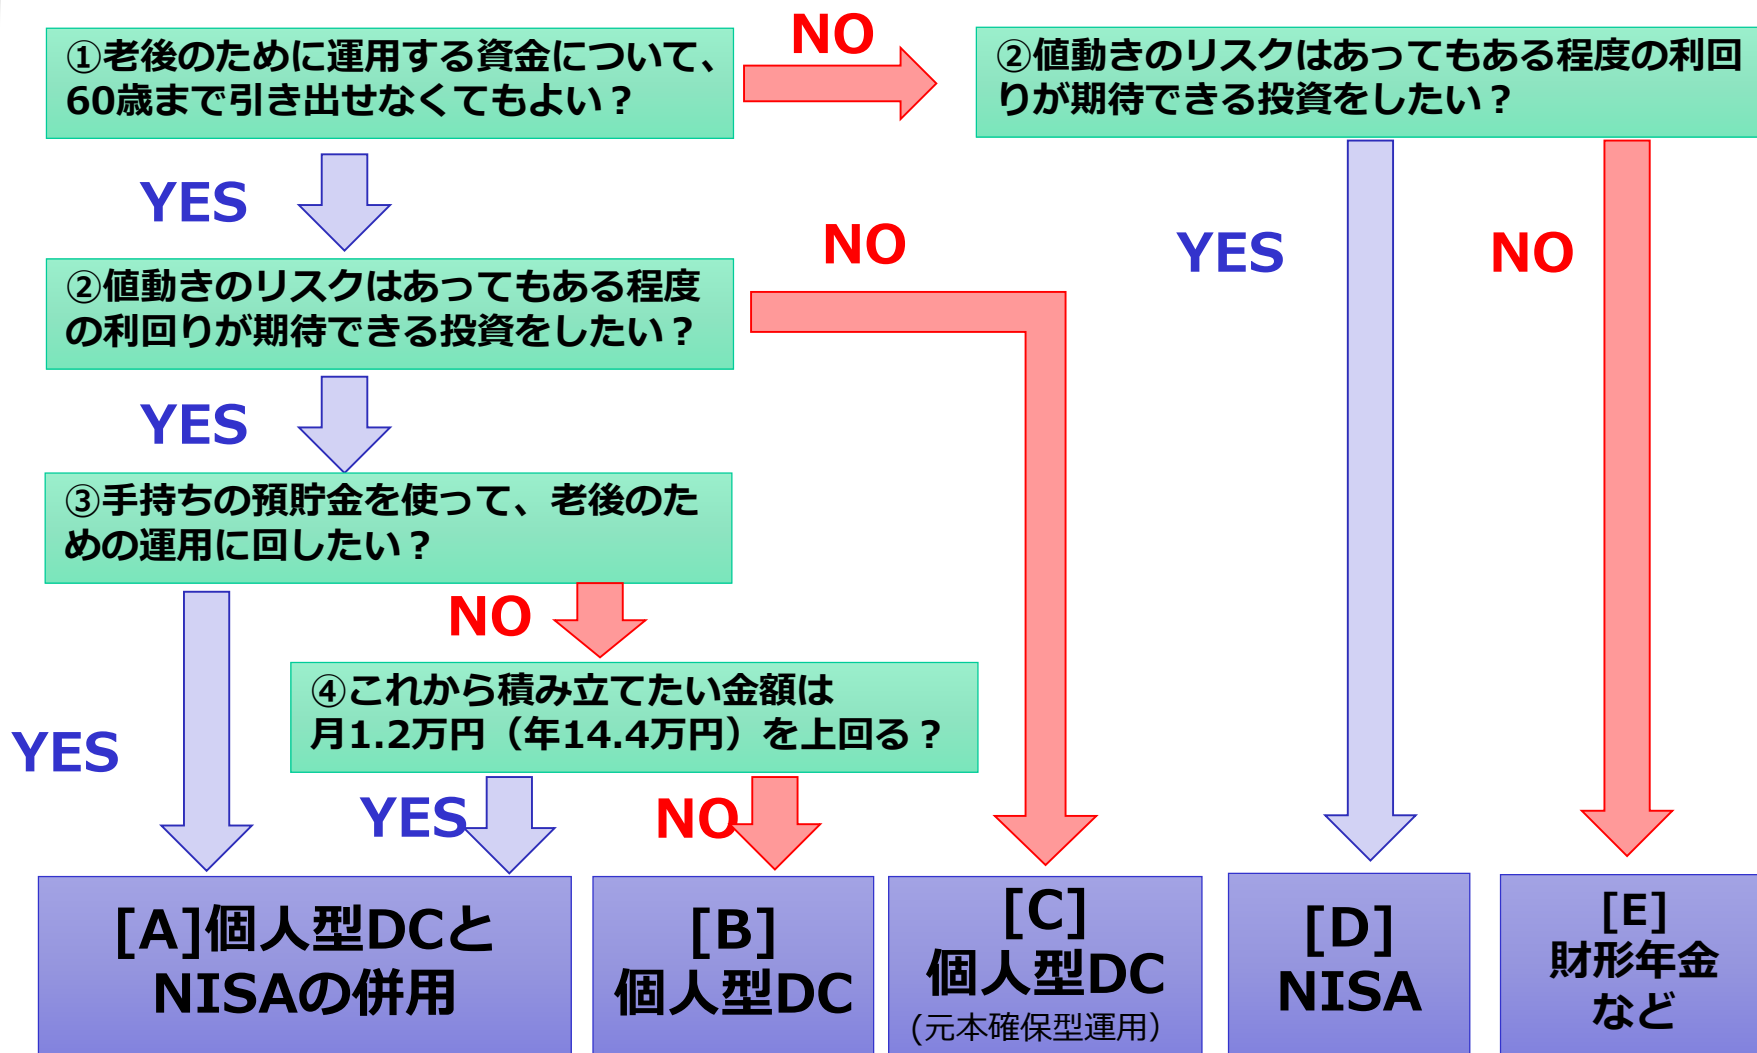 ①老後のために運用する資金について、
60歳まで引き出せなくてもよい？
NO
②値動きのリスクはあってもある程度の利回
りが期待できる投資をしたい？
YES
NO
YES
NO
②値動きのリスクはあってもある程度
の利回りが期待できる投資をしたい？
YES
③手持ちの預貯金を使って、老後のた
めの運用に回したい？
NO
④これから積み立てたい金額は
月1.2万円（年14.4万円）を上回る？
YES
YES
NO
[A]個人型DCと
NISAの併用
[B]
個人型DC
[C]
個人型DC
(元本確保型運用）
[D]
NISA
[E]
財形年金
など